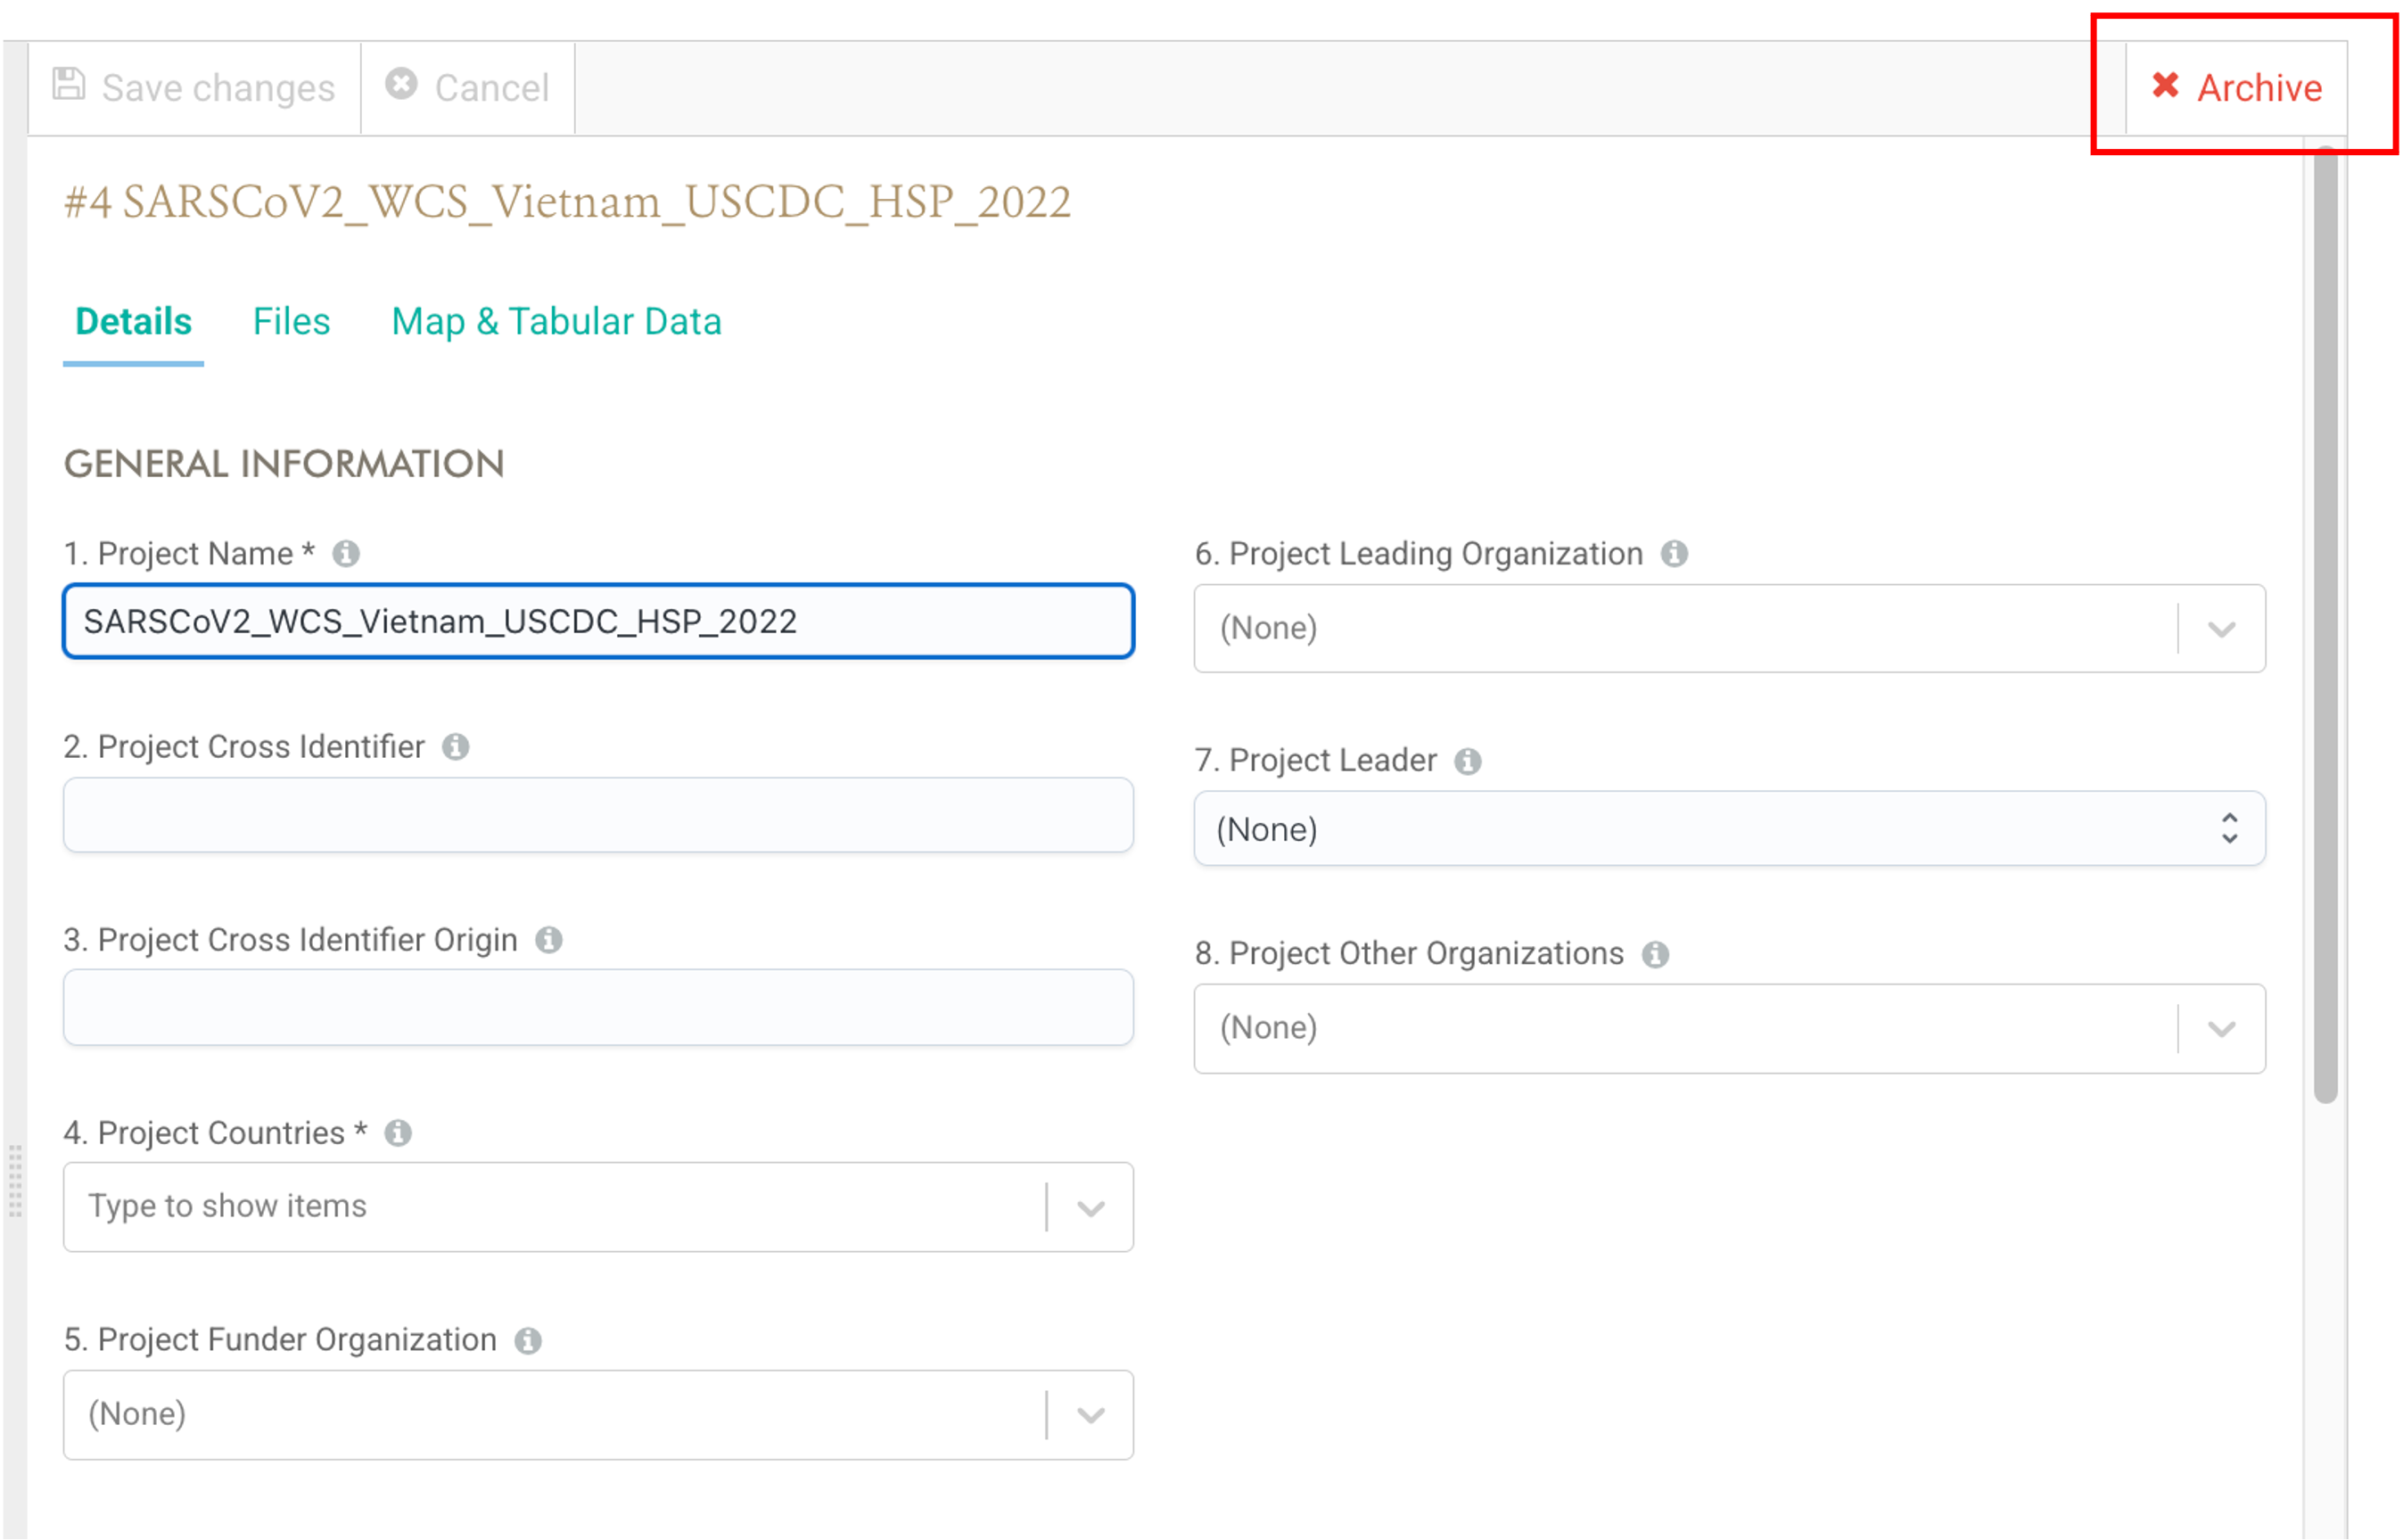 Save changes Cancel Archive
#4 SARSCoV2_WCS_Vietnam_USCDC_HSP_2022
Details Files Map & Tabular Data
GENERAL INFORMATION
1. Project Name *
SARSCoV2_WCS_Vietnam_USCDC_HSP_2022
2. Project Cross Identifier
3. Project Cross Identifier Origin
4. Project Countries *
Type to show items
5. Project Funder Organization
(None)
6. Project Leading Organization
(None)
7. Project Leader
(None)
8. Project Other Organizations
(None)